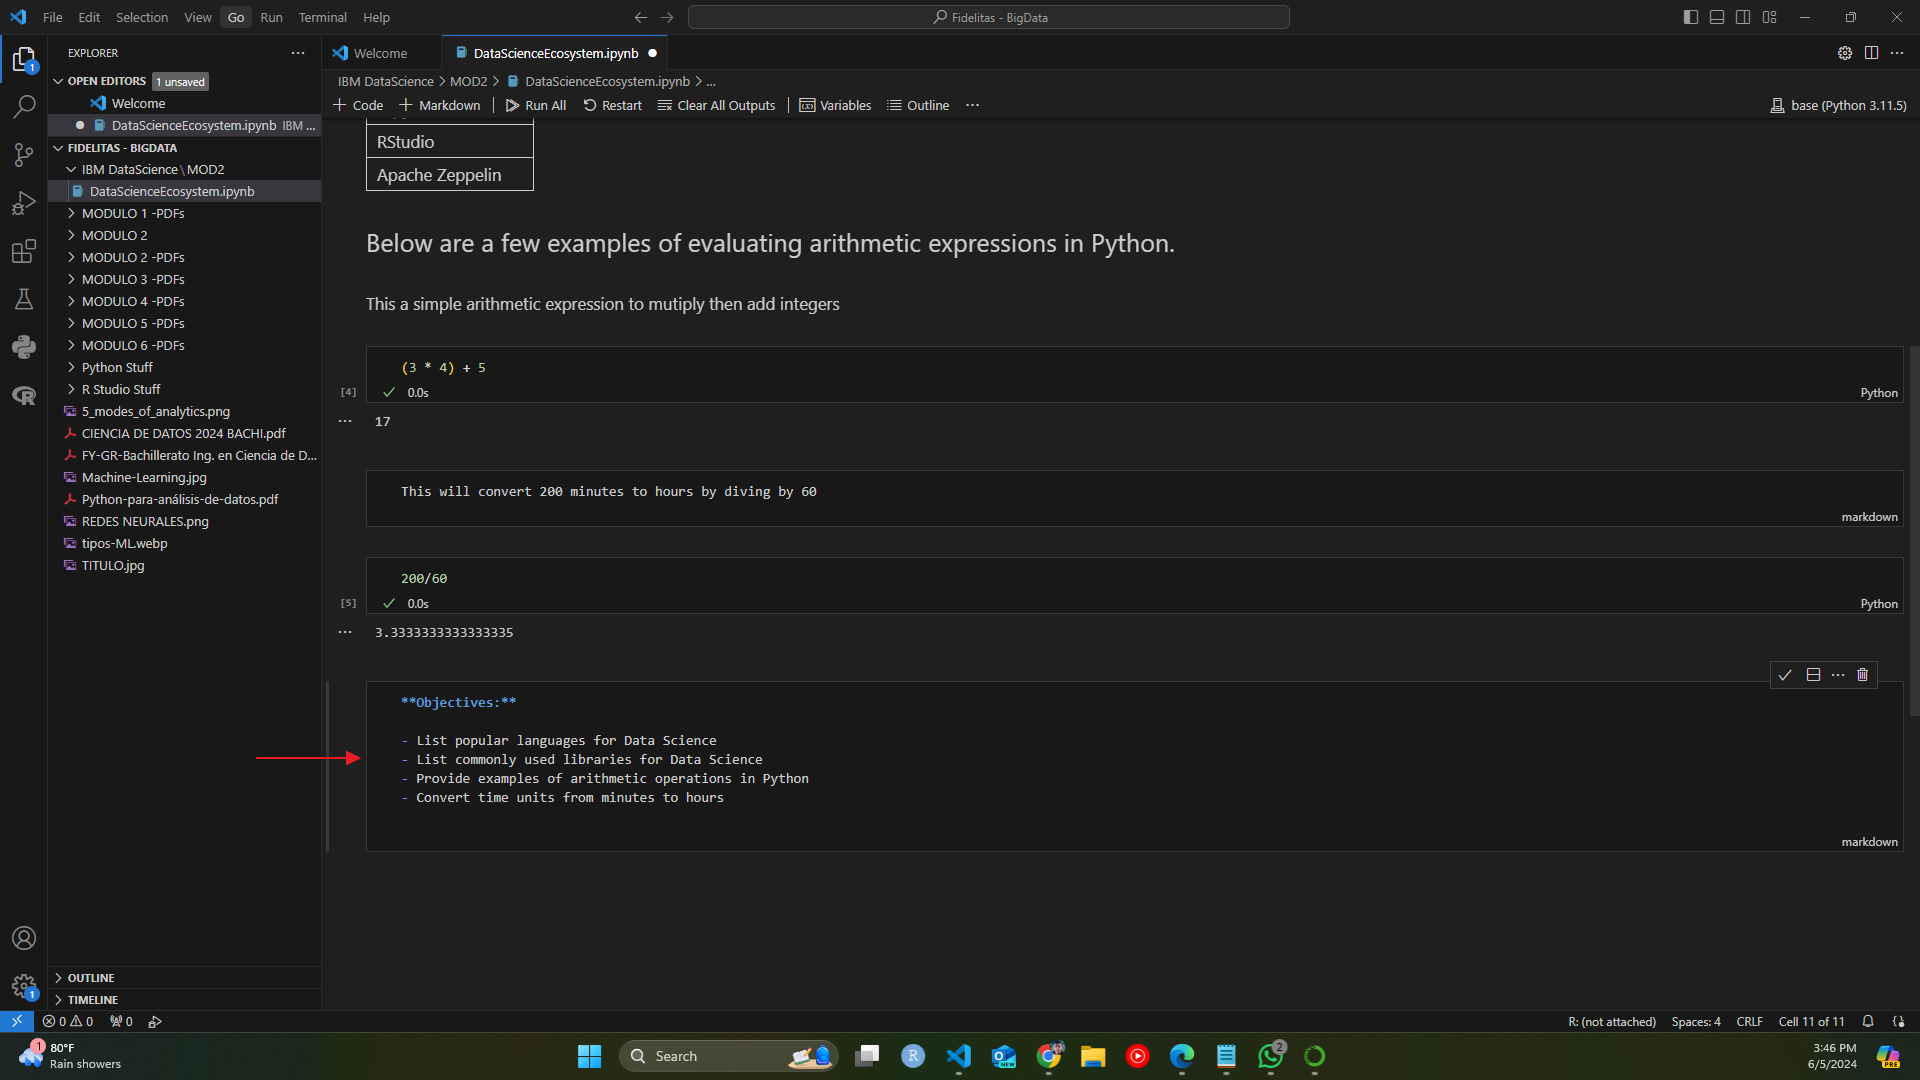 File Edit Selection View Go Run Terminal Help
Fidelitas - BigData
EXPLORER
OPEN EDITORS 1 unsaved
Welcome
DataScienceEcosystem.ipynb IBM ...
FIDELITAS - BIGDATA
IBM DataScience \ MOD2
DataScienceEcosystem.ipynb
MODULO 1 -PDFs
MODULO 2
MODULO 2 -PDFs
MODULO 3 -PDFs
MODULO 4 -PDFs
MODULO 5 -PDFs
MODULO 6 -PDFs
Python Stuff
R Studio Stuff
5_modes_of_analytics.png
CIENCIA DE DATOS 2024 BACHI.pdf
FY-GR-Bachillerato Ing. en Ciencia de D...
Machine-Learning.jpg
Python-para-análisis-de-datos.pdf
REDES NEURALES.png
tipos-ML.webp
TITULO.jpg
OUTLINE
TIMELINE
Welcome
DataScienceEcosystem.ipynb
IBM DataScience > MOD2 > DataScienceEcosystem.ipynb > ...
+ Code + Markdown Run All Restart Clear All Outputs Variables Outline ...
base (Python 3.11.5)
RStudio
Apache Zeppelin
Below are a few examples of evaluating arithmetic expressions in Python.
This a simple arithmetic expression to mutiply then add integers
(3 * 4) + 5
[4] 0.0s Python
17
This will convert 200 minutes to hours by diving by 60
markdown
200/60
[5] 0.0s Python
3.3333333333333335
**Objectives:**
- List popular languages for Data Science
- List commonly used libraries for Data Science
- Provide examples of arithmetic operations in Python
- Convert time units from minutes to hours
markdown
0 0 0
R: (not attached) Spaces: 4 CRLF Cell 11 of 11
1
80°F
Rain showers
Search
2
3:46 PM
6/5/2024